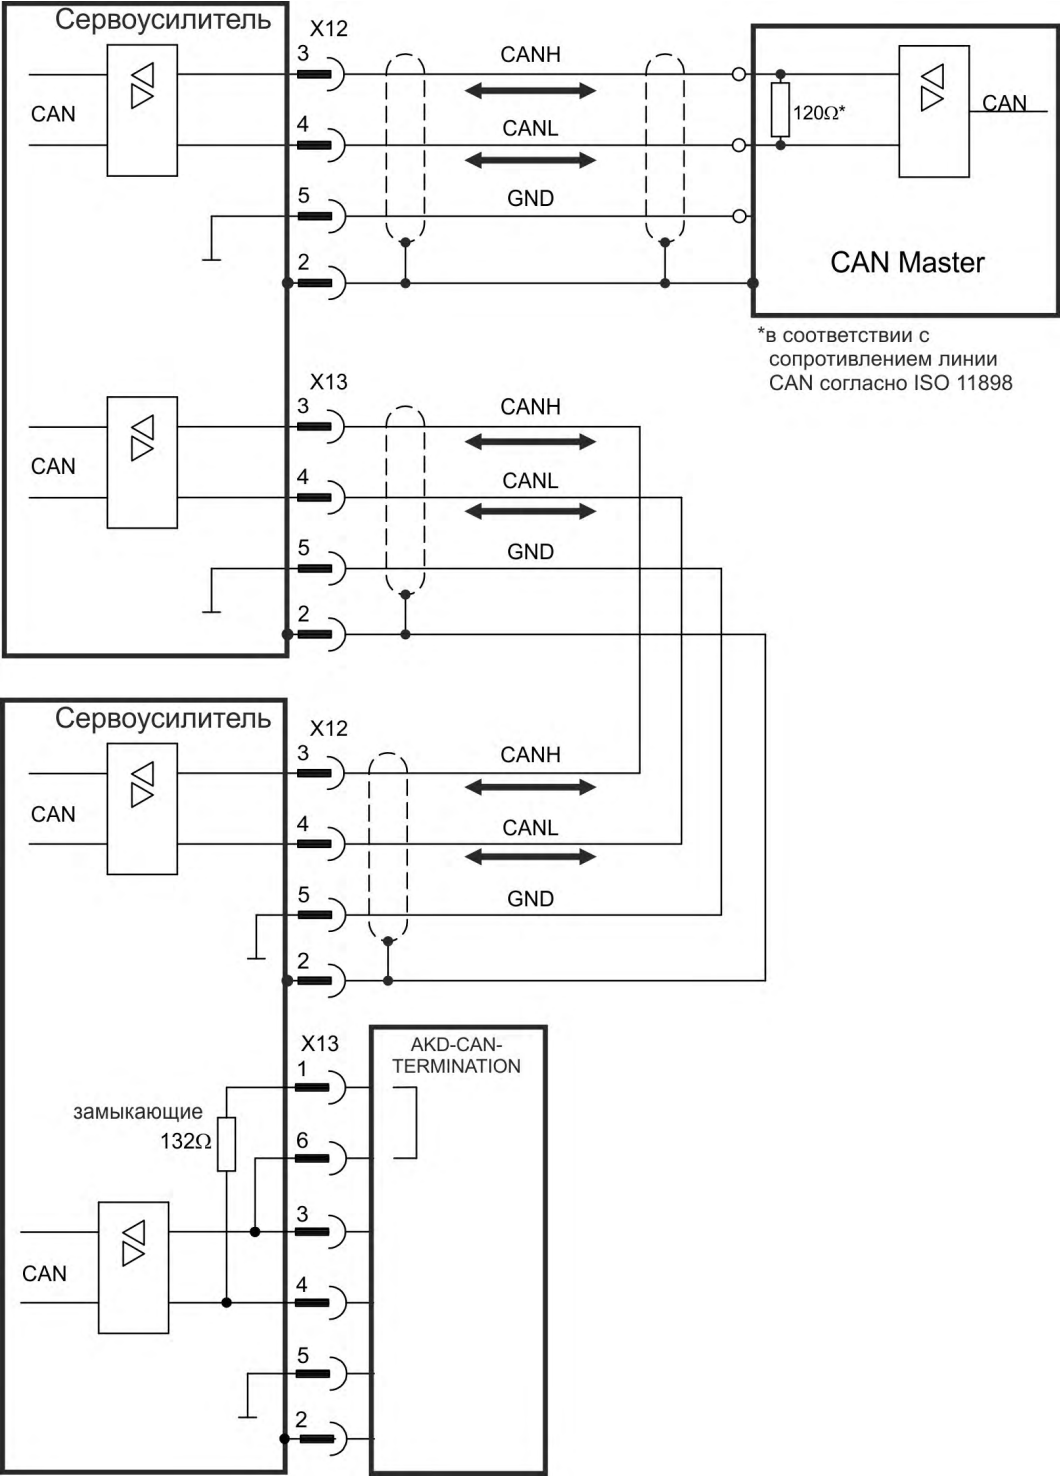 Сервоусилитель
X12
3
CANH
CAN
120Ω*
CAN
4
CANL
5
GND
2
CAN Master
*в соответствии с
сопротивлением линии
CAN согласно ISO 11898
X13
3
CANH
CAN
4
CANL
5
GND
2
Сервоусилитель
X12
3
CANH
CAN
4
CANL
5
GND
2
X13
AKD-CAN-
TERMINATION
1
замыкающие
132Ω
6
3
CAN
4
5
2